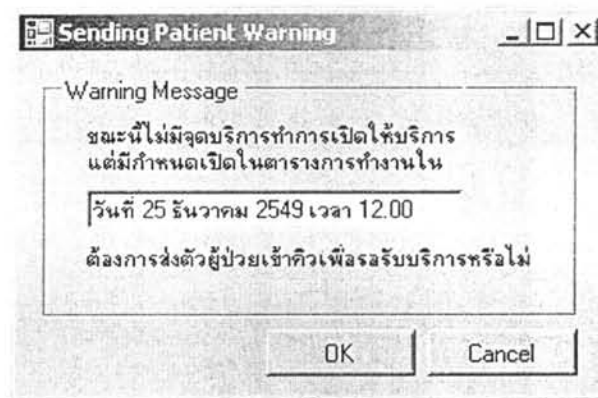 Sending Patient Warning
Warning Message
ขณะนี้ไม่มีจุดบริการทำการเปิดให้บริการ
แต่มีกำหนดเปิดในตารางการทำงานใน
วันที่ 25 ธันวาคม 2549 เวลา 12.00
ต้องการส่งตัวผู้ป่วยเข้าคิวเพื่อรอรับบริการหรือไม่
OK
Cancel